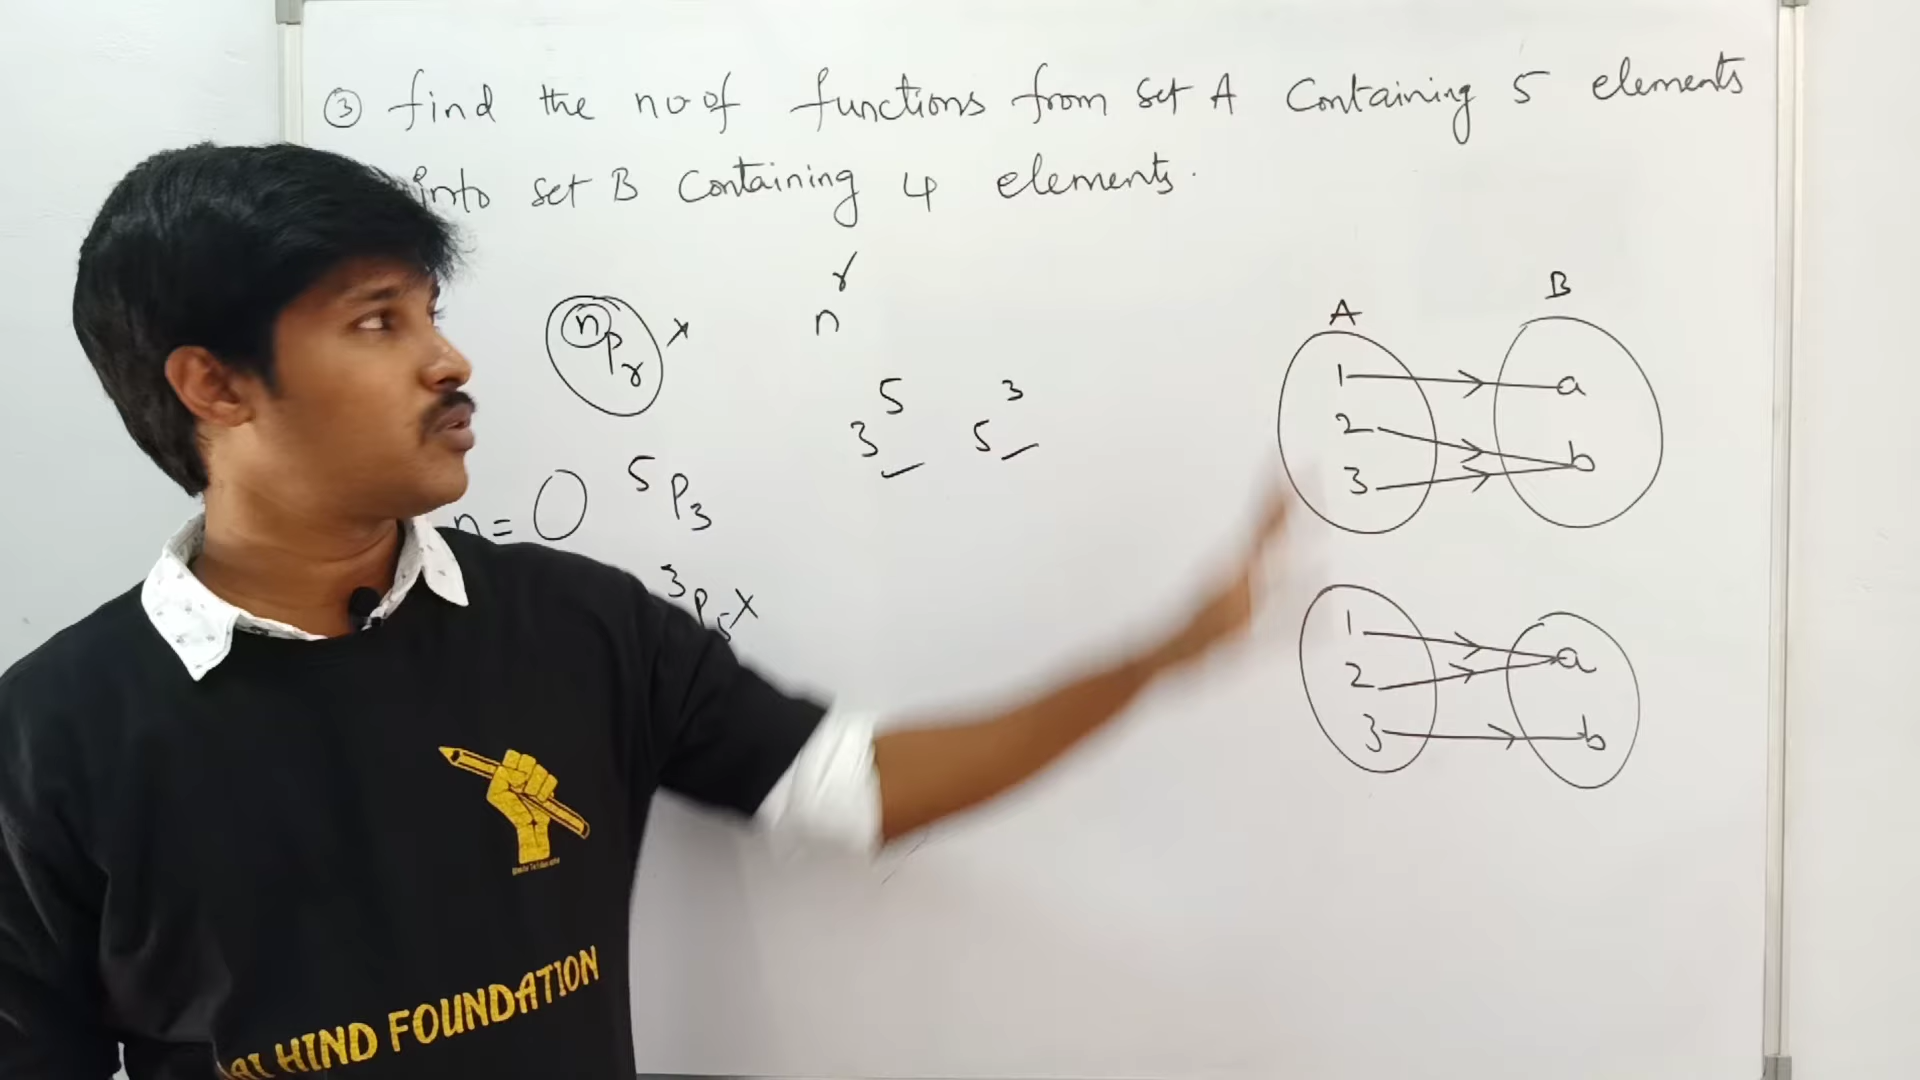 ③ find the no of functions from set A Containing 5 elements
into set B Containing 4 elements.
nPr x
n^r
3^5 5^3
n =
5P3
3P5 x
A B
1 a
2 b
3
1 a
2
3 b
HIND FOUNDATION